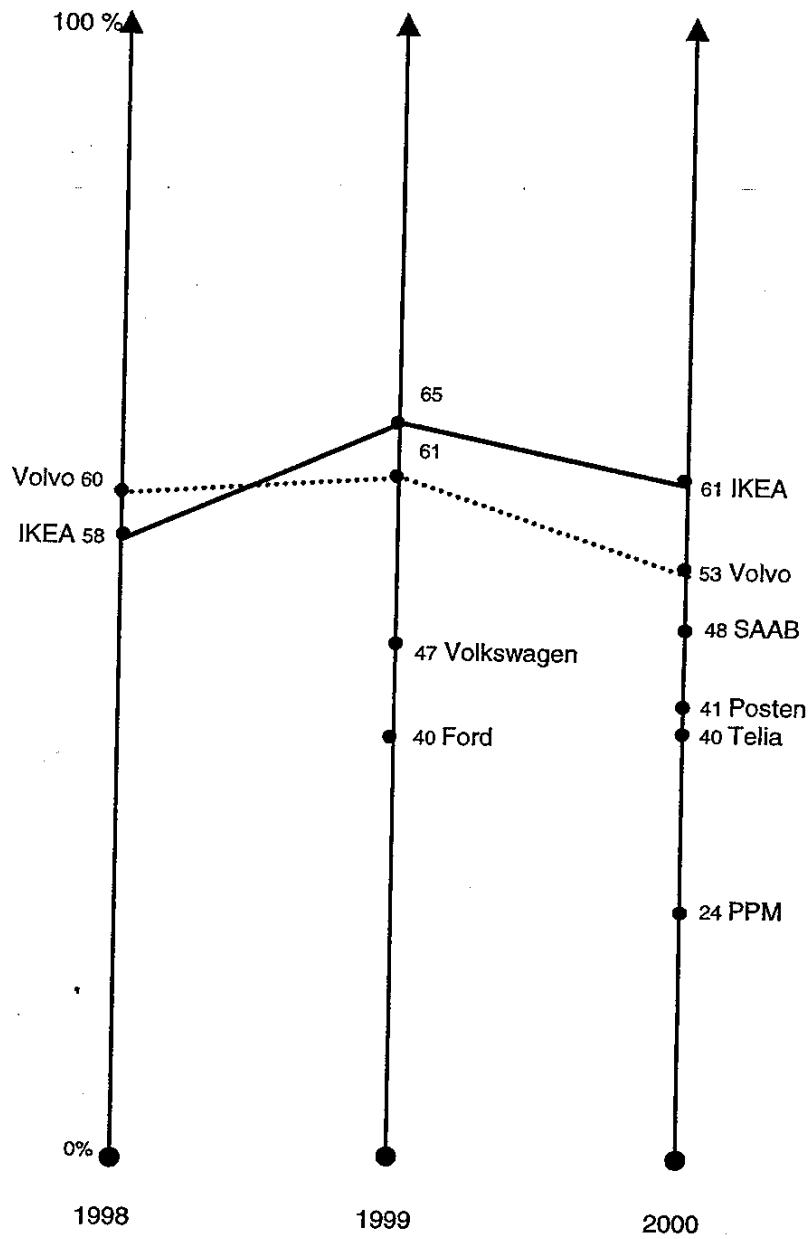 100 %
65
61
Volvo 60
61 IKEA
IKEA 58
53 Volvo
48 SAAB
47 Volkswagen
41 Posten
40 Ford
40 Telia
24 PPM
0%
1998
1999
2000